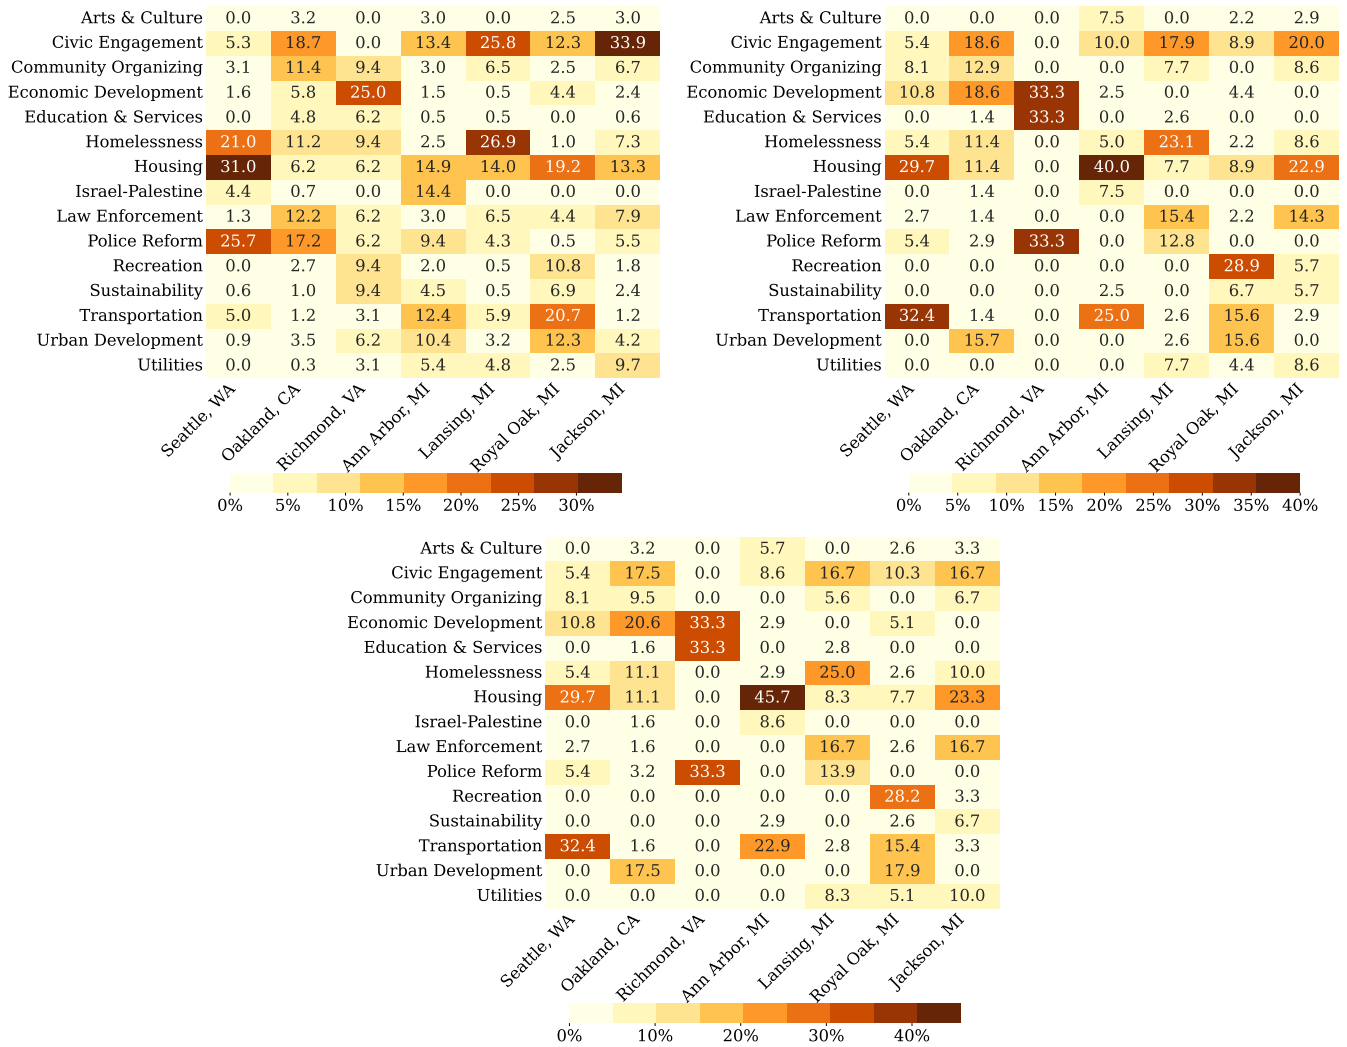 Arts & Culture 0.0 3.2 0.0 3.0 0.0 2.5 3.0
Civic Engagement 5.3 18.7 0.0 13.4 25.8 12.3 33.9
Community Organizing 3.1 11.4 9.4 3.0 6.5 2.5 6.7
Economic Development 1.6 5.8 25.0 1.5 0.5 4.4 2.4
Education & Services 0.0 4.8 6.2 0.5 0.5 0.0 0.6
Homelessness 21.0 11.2 9.4 2.5 26.9 1.0 7.3
Housing 31.0 6.2 6.2 14.9 14.0 19.2 13.3
Israel-Palestine 4.4 0.7 0.0 14.4 0.0 0.0 0.0
Law Enforcement 1.3 12.2 6.2 3.0 6.5 4.4 7.9
Police Reform 25.7 17.2 6.2 9.4 4.3 0.5 5.5
Recreation 0.0 2.7 9.4 2.0 0.5 10.8 1.8
Sustainability 0.6 1.0 9.4 4.5 0.5 6.9 2.4
Transportation 5.0 1.2 3.1 12.4 5.9 20.7 1.2
Urban Development 0.9 3.5 6.2 10.4 3.2 12.3 4.2
Utilities 0.0 0.3 3.1 5.4 4.8 2.5 9.7
Seattle, WA Oakland, CA Richmond, VA Ann Arbor, MI Lansing, MI Royal Oak, MI Jackson, MI
0% 5% 10% 15% 20% 25% 30%
Arts & Culture 0.0 0.0 0.0 7.5 0.0 2.2 2.9
Civic Engagement 5.4 18.6 0.0 10.0 17.9 8.9 20.0
Community Organizing 8.1 12.9 0.0 0.0 7.7 0.0 8.6
Economic Development 10.8 18.6 33.3 2.5 0.0 4.4 0.0
Education & Services 0.0 1.4 33.3 0.0 2.6 0.0 0.0
Homelessness 5.4 11.4 0.0 5.0 23.1 2.2 8.6
Housing 29.7 11.4 0.0 40.0 7.7 8.9 22.9
Israel-Palestine 0.0 1.4 0.0 7.5 0.0 0.0 0.0
Law Enforcement 2.7 1.4 0.0 0.0 15.4 2.2 14.3
Police Reform 5.4 2.9 33.3 0.0 12.8 0.0 0.0
Recreation 0.0 0.0 0.0 0.0 0.0 28.9 5.7
Sustainability 0.0 0.0 0.0 2.5 0.0 6.7 5.7
Transportation 32.4 1.4 0.0 25.0 2.6 15.6 2.9
Urban Development 0.0 15.7 0.0 0.0 2.6 15.6 0.0
Utilities 0.0 0.0 0.0 0.0 7.7 4.4 8.6
Seattle, WA Oakland, CA Richmond, VA Ann Arbor, MI Lansing, MI Royal Oak, MI Jackson, MI
0% 5% 10% 15% 20% 25% 30% 35% 40%
Arts & Culture 0.0 3.2 0.0 5.7 0.0 2.6 3.3
Civic Engagement 5.4 17.5 0.0 8.6 16.7 10.3 16.7
Community Organizing 8.1 9.5 0.0 0.0 5.6 0.0 6.7
Economic Development 10.8 20.6 33.3 2.9 0.0 5.1 0.0
Education & Services 0.0 1.6 33.3 0.0 2.8 0.0 0.0
Homelessness 5.4 11.1 0.0 2.9 25.0 2.6 10.0
Housing 29.7 11.1 0.0 45.7 8.3 7.7 23.3
Israel-Palestine 0.0 1.6 0.0 8.6 0.0 0.0 0.0
Law Enforcement 2.7 1.6 0.0 0.0 16.7 2.6 16.7
Police Reform 5.4 3.2 33.3 0.0 13.9 0.0 0.0
Recreation 0.0 0.0 0.0 0.0 0.0 28.2 3.3
Sustainability 0.0 0.0 0.0 2.9 0.0 2.6 6.7
Transportation 32.4 1.6 0.0 22.9 2.8 15.4 3.3
Urban Development 0.0 17.5 0.0 0.0 0.0 17.9 0.0
Utilities 0.0 0.0 0.0 0.0 8.3 5.1 10.0
Seattle, WA Oakland, CA Richmond, VA Ann Arbor, MI Lansing, MI Royal Oak, MI Jackson, MI
0% 10% 20% 30% 40%